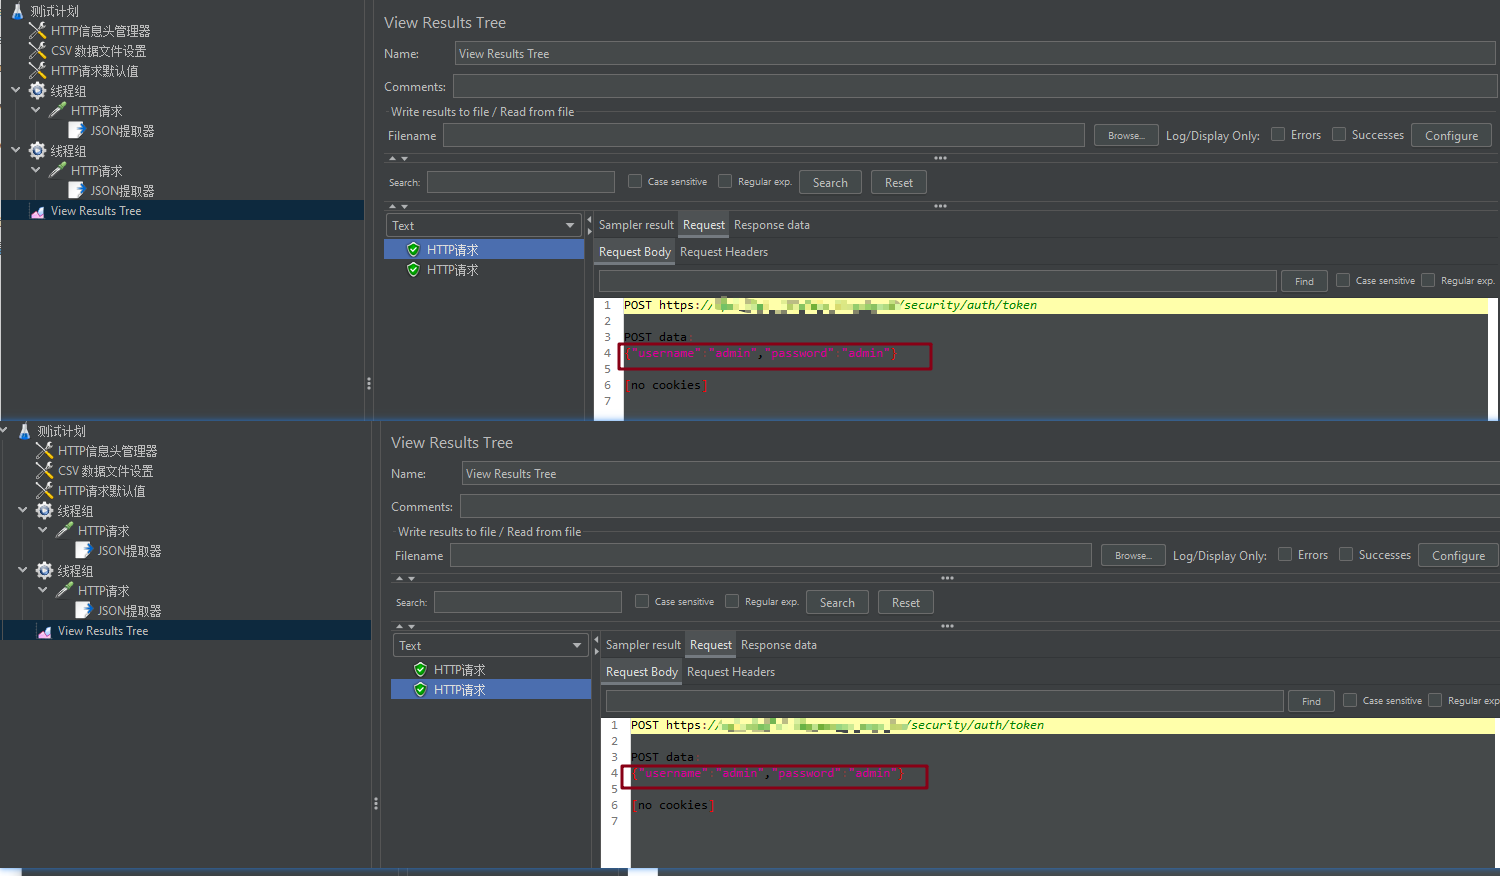 测试计划
HTTP信息头管理器
CSV 数据文件设置
HTTP请求默认值
线程组
HTTP请求
JSON提取器
线程组
HTTP请求
JSON提取器
View Results Tree
View Results Tree
Name: View Results Tree
Comments:
Write results to file / Read from file
Filename Browse... Log/Display Only: Errors Successes Configure
Search: Case sensitive Regular exp. Search Reset
Text
HTTP请求
HTTP请求
Sampler result Request Response data
Request Body Request Headers
Find Case sensitive Regular exp.
1 POST https:// /security/auth/token
2
3 POST data:
4 {"username":"admin","password":"admin"}
5
6 [no cookies]
7
测试计划
HTTP信息头管理器
CSV 数据文件设置
HTTP请求默认值
线程组
HTTP请求
JSON提取器
线程组
HTTP请求
JSON提取器
View Results Tree
View Results Tree
Name: View Results Tree
Comments:
Write results to file / Read from file
Filename Browse... Log/Display Only: Errors Successes Configure
Search: Case sensitive Regular exp. Search Reset
Text
HTTP请求
HTTP请求
Sampler result Request Response data
Request Body Request Headers
Find Case sensitive Regular exp
1 POST https:// /security/auth/token
2
3 POST data:
4 {"username":"admin","password":"admin"}
5
6 [no cookies]
7